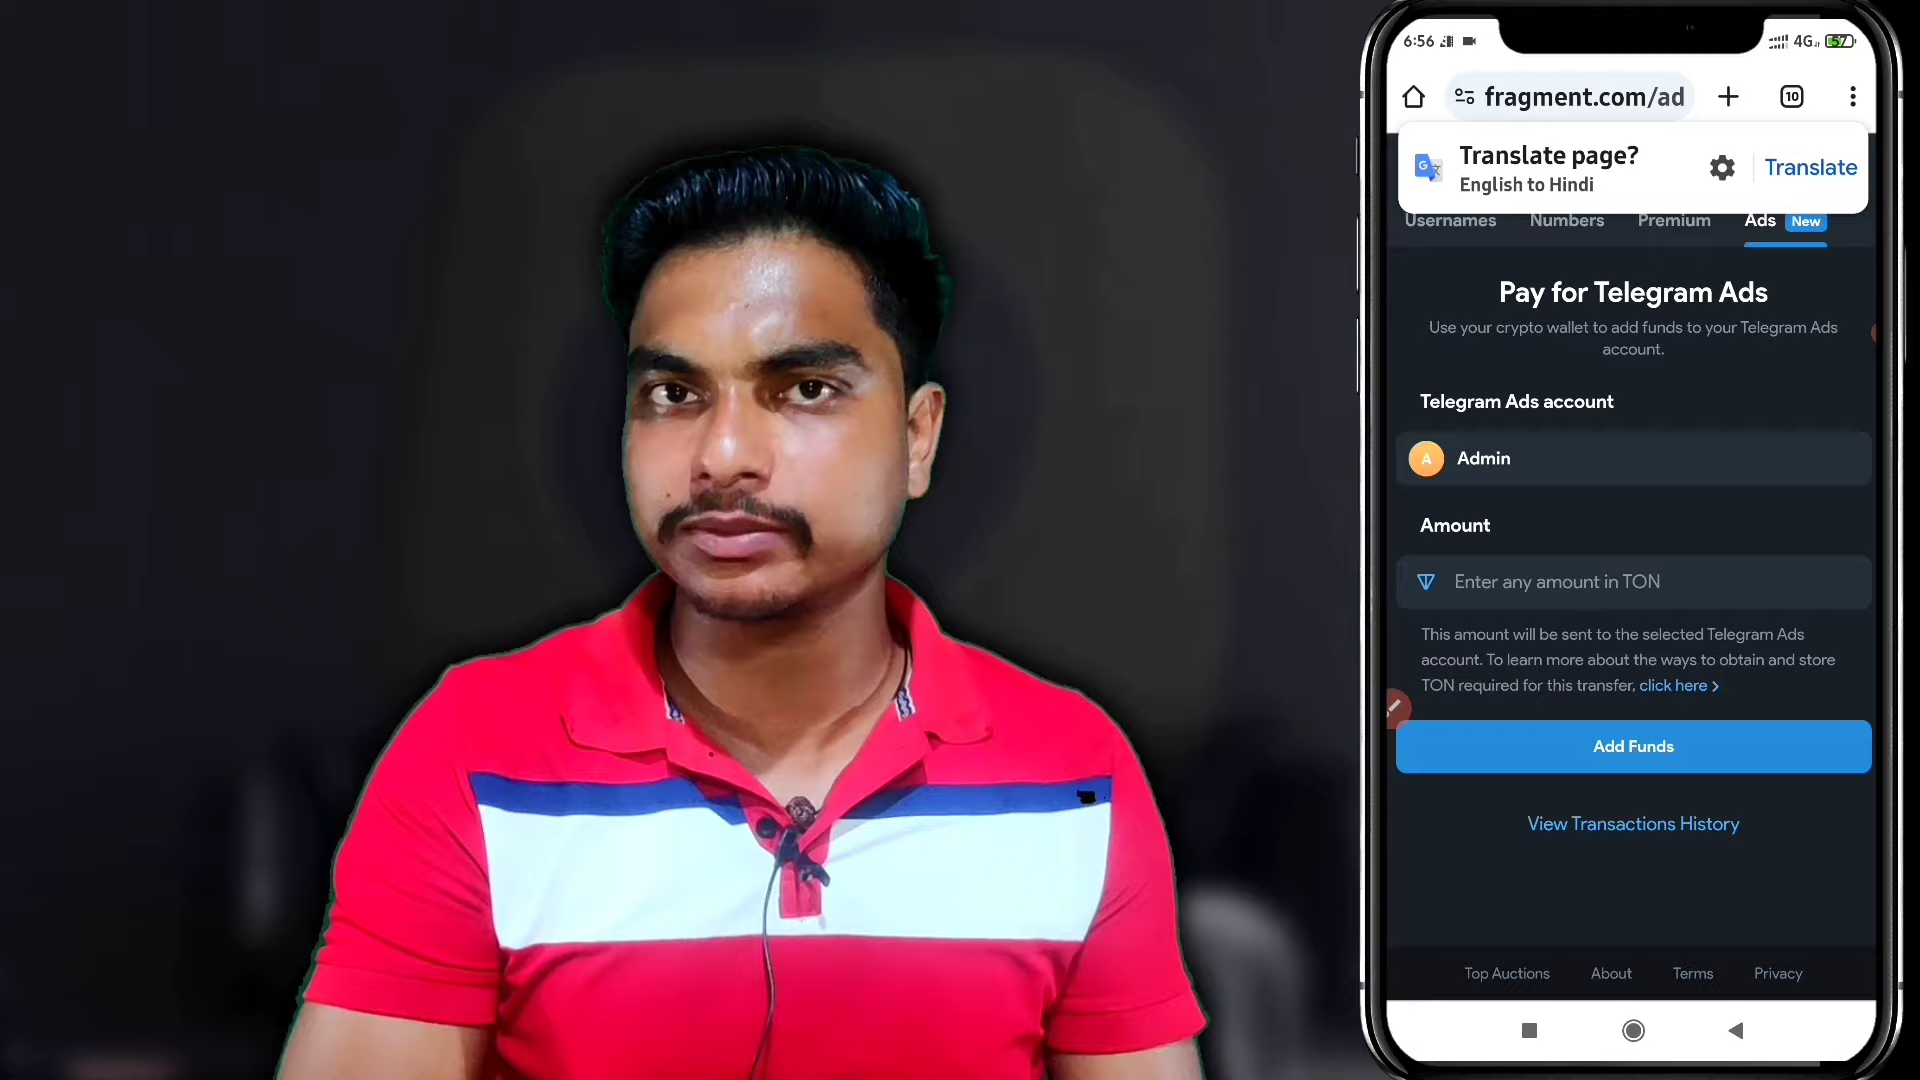 6:56
4G
57
fragment.com/ad
10
Translate page?
Translate
English to Hindi
Usernames
Numbers
Premium
Ads
New
Pay for Telegram Ads
Use your crypto wallet to add funds to your Telegram Ads
account.
Telegram Ads account
A
Admin
Amount
Enter any amount in TON
This amount will be sent to the selected Telegram Ads
account. To learn more about the ways to obtain and store
TON required for this transfer, click here >
Add Funds
View Transactions History
Top Auctions
About
Terms
Privacy